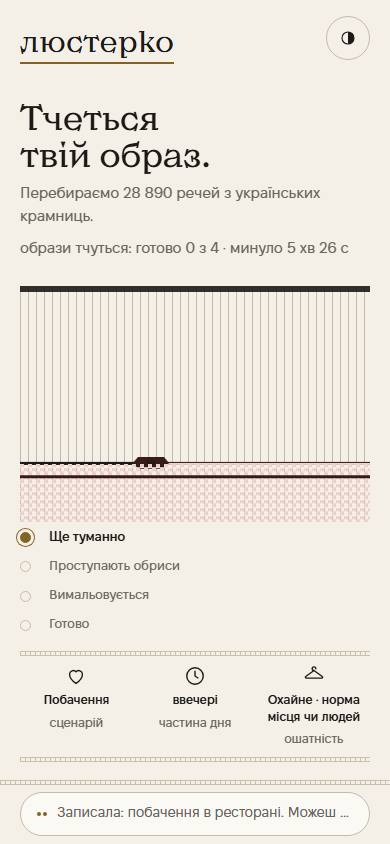 люстерко
Тчеться
твій образ.
Перебираємо 28 890 речей з українських
крамниць.
образи тчуться: готово 0 з 4 · минуло 5 хв 26 с
Ще туманно
Проступають обриси
Вимальовується
Готово
Побачення
сценарій
ввечері
частина дня
Охайне · норма
місця чи людей
ошатність
Записала: побачення в ресторані. Можеш ...